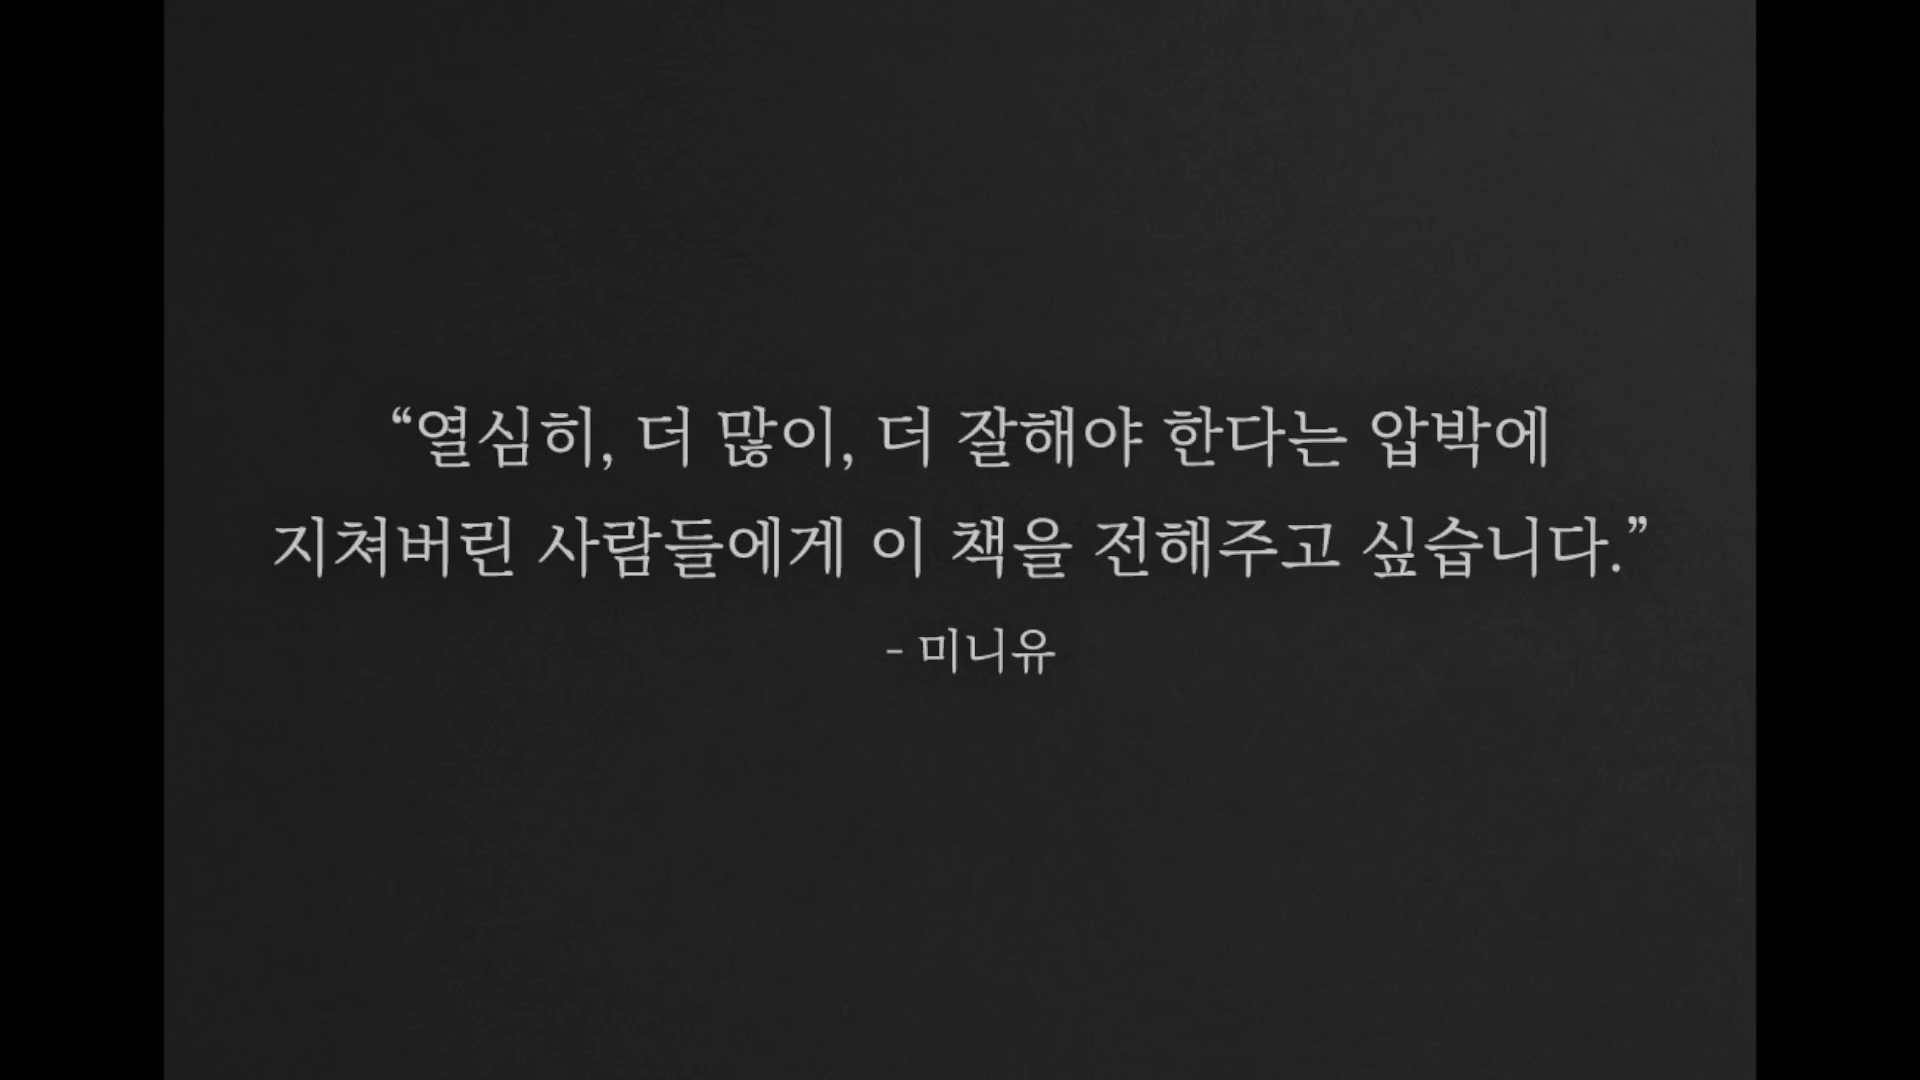 “열심히, 더 많이, 더 잘해야 한다는 압박에
지쳐버린 사람들에게 이 책을 전해주고 싶습니다.”
- 미니유